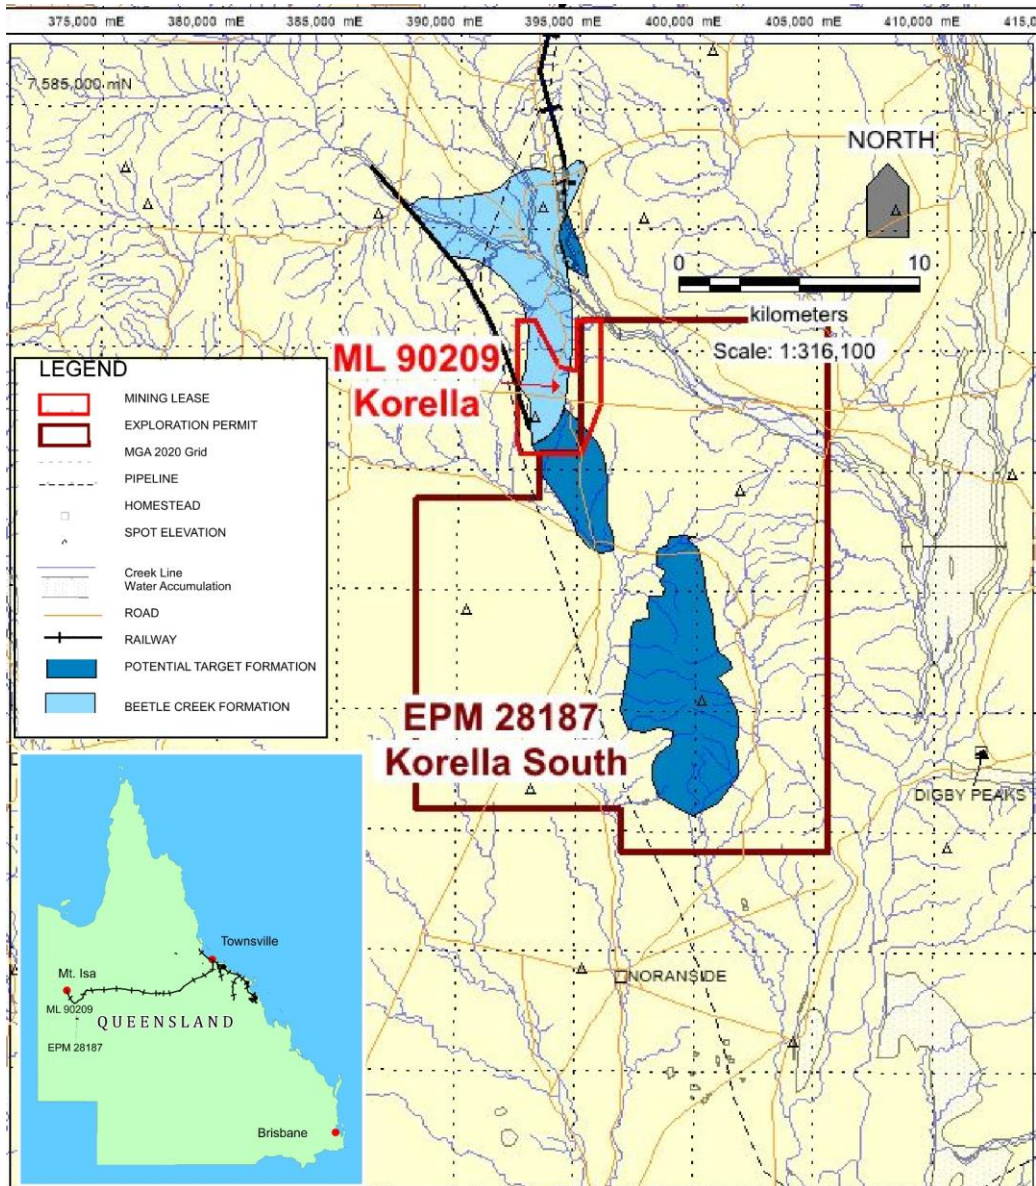 375,000 mE 380,000 mE 385,000 mE 390,000 mE 395,000 mE 400,000 mE 405,000 mE 410,000 mE 415,0
7,585,000 mN
NORTH
0 10
kilometers
Scale: 1:316,100
ML 90209
Korella
LEGEND
MINING LEASE
EXPLORATION PERMIT
MGA 2020 Grid
PIPELINE
HOMESTEAD
SPOT ELEVATION
Creek Line
Water Accumulation
ROAD
RAILWAY
POTENTIAL TARGET FORMATION
BEETLE CREEK FORMATION
EPM 28187
Korella South
DIGBY PEAKS
NORANSIDE
Townsville
Mt. Isa
ML 90209
QUEENSLAND
EPM 28187
Brisbane